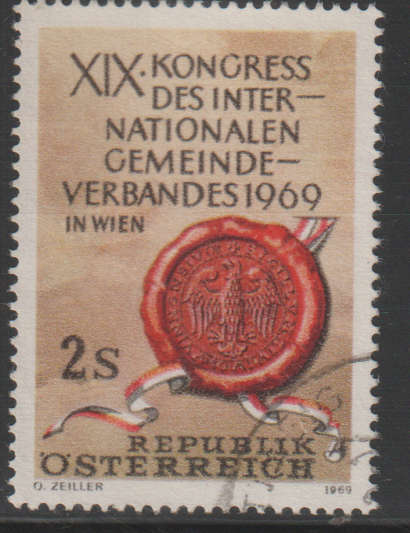 XIX. KONGRESS
DES INTER-
NATIONALEN
GEMEINDE-
VERBANDES 1969
IN WIEN
2S
REPUBLIK
ÖSTERREICH
O. ZEILLER 1969